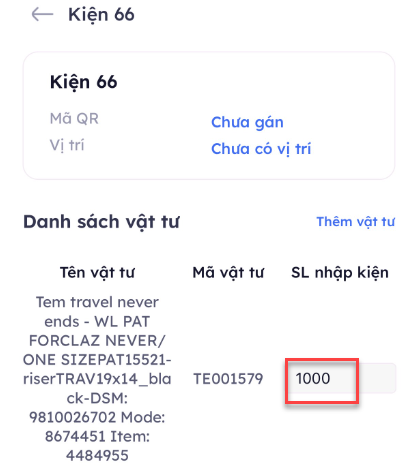 Kiện 66
Kiện 66
Mã QR
Chưa gán
Vị trí
Chưa có vị trí
Danh sách vật tư
Thêm vật tư
Tên vật tư
Mã vật tư
SL nhập kiện
Tem travel never
ends - WL PAT
FORCLAZ NEVER/
ONE SIZEPAT15521-
riserTRAV19x14_bla
ck-DSM:
9810026702 Mode:
8674451 Item:
4484955
TE001579
1000